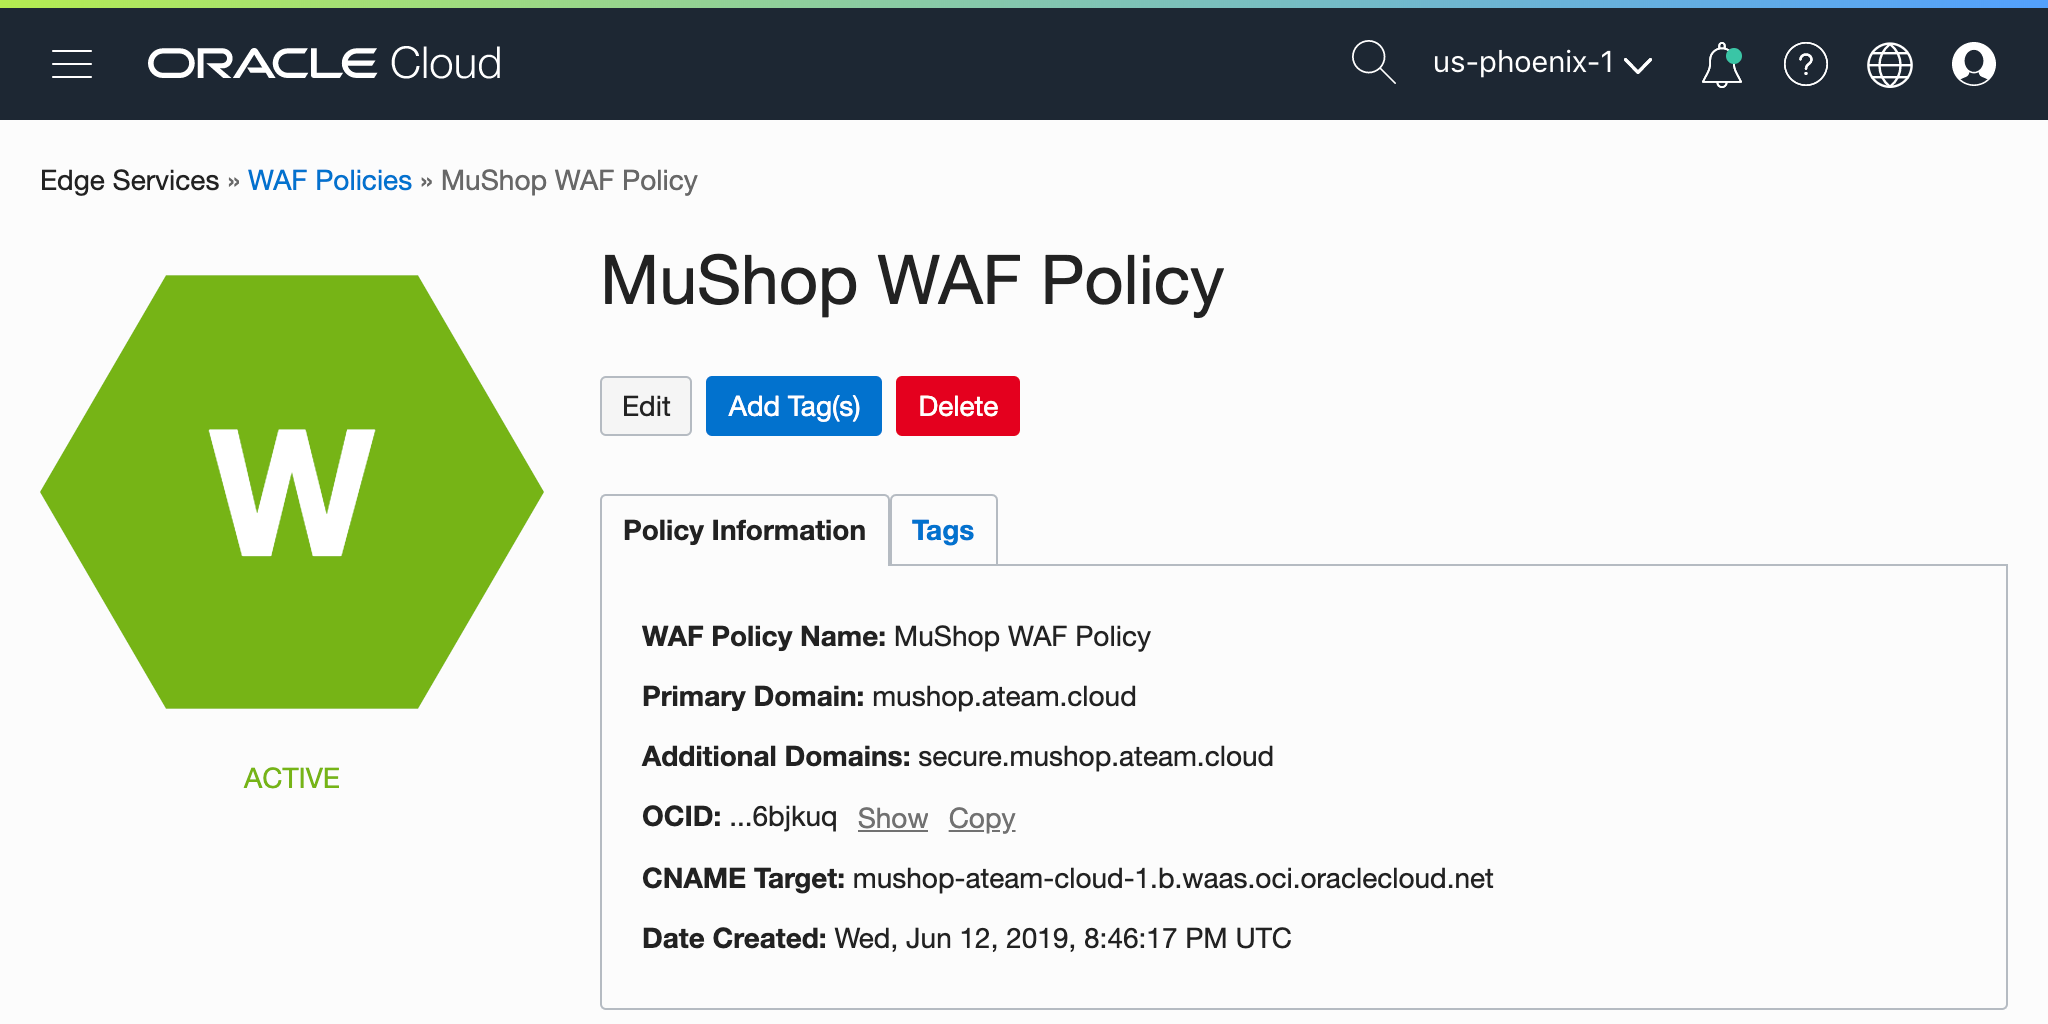 ORACLE Cloud
us-phoenix-1
?
Edge Services » WAF Policies » MuShop WAF Policy
W
ACTIVE
MuShop WAF Policy
Edit Add Tag(s) Delete
Policy Information Tags
WAF Policy Name: MuShop WAF Policy
Primary Domain: mushop.ateam.cloud
Additional Domains: secure.mushop.ateam.cloud
OCID: ...6bjkuq Show Copy
CNAME Target: mushop-ateam-cloud-1.b.waas.oci.oraclecloud.net
Date Created: Wed, Jun 12, 2019, 8:46:17 PM UTC